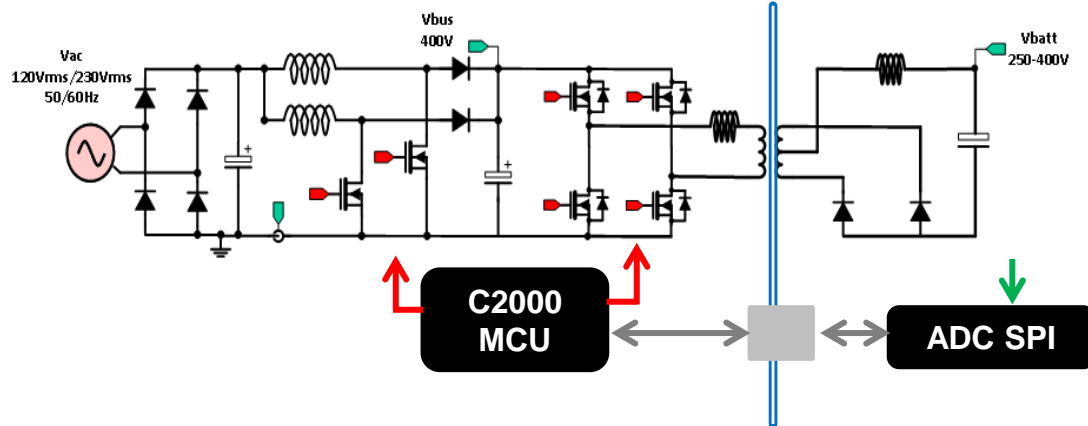 Vac
120Vrms/230Vrms
50/60Hz
Vbus
400V
Vbatt
250-400V
+
+
C2000
MCU
ADC SPI